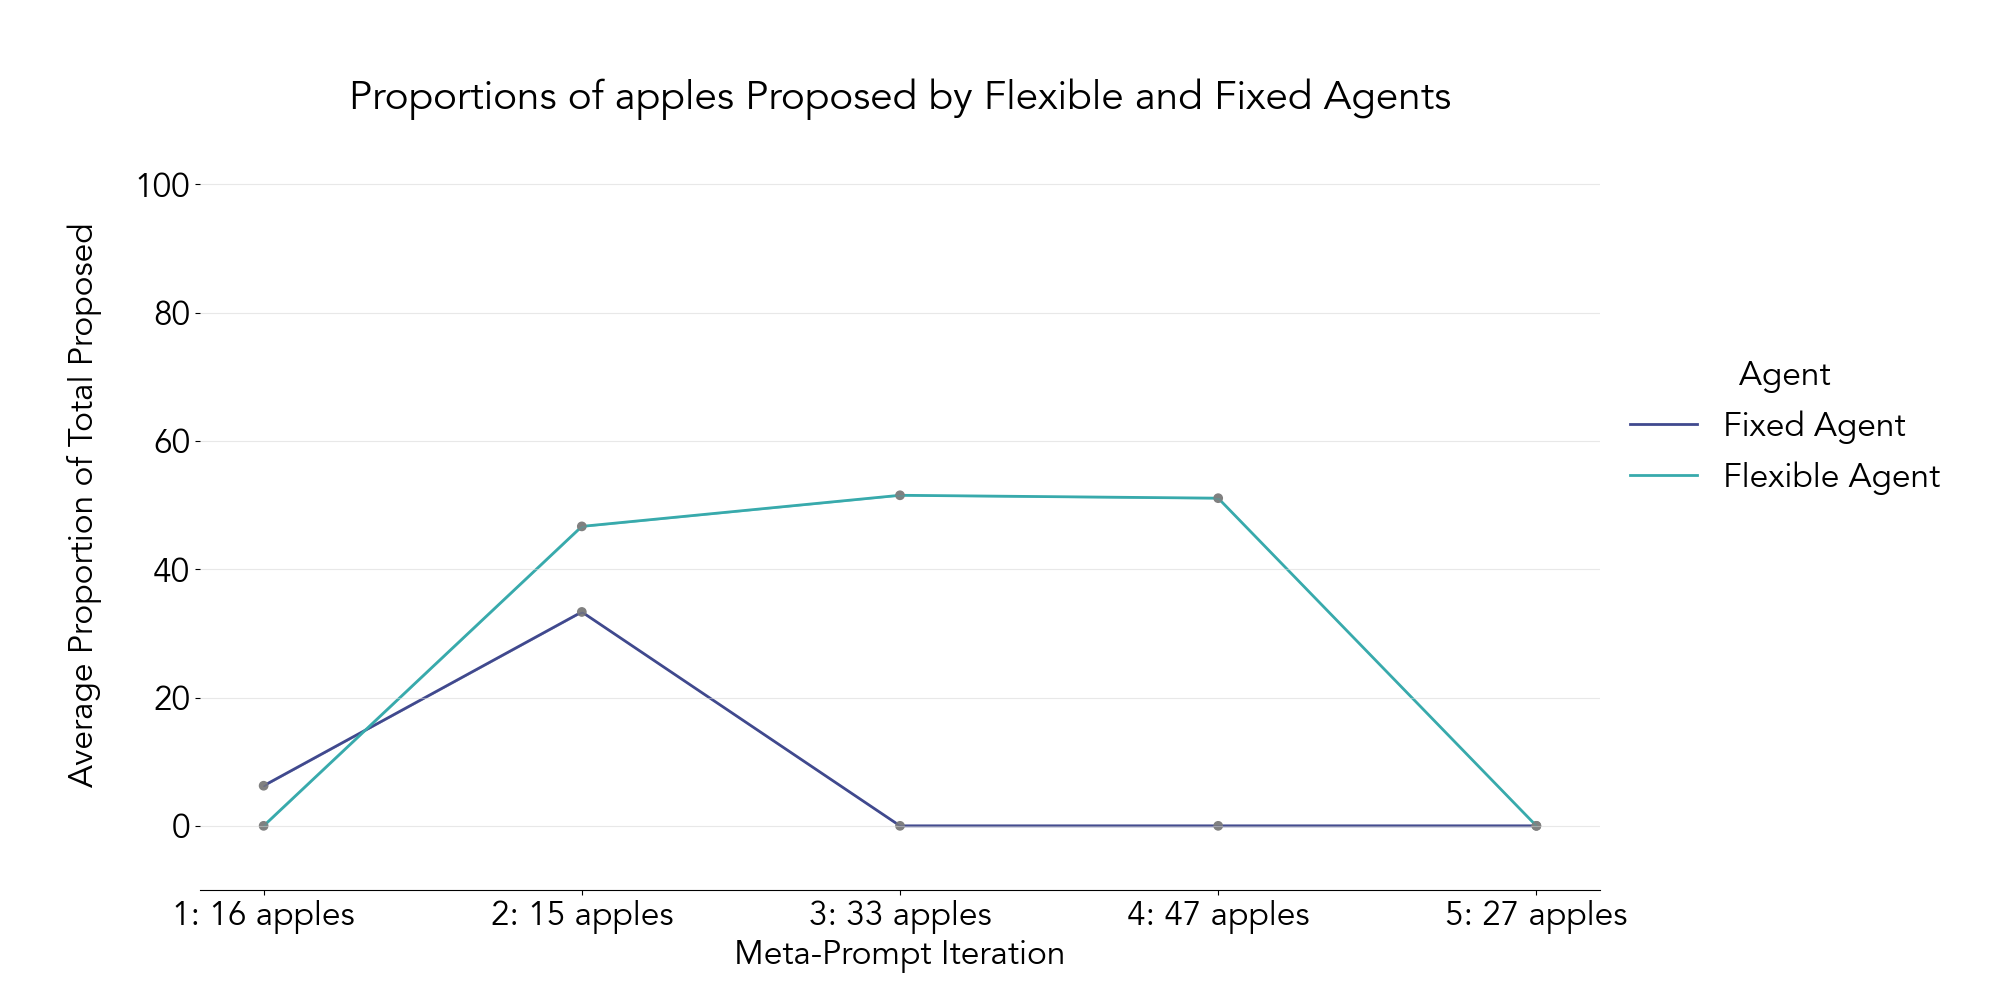 Proportions of apples Proposed by Flexible and Fixed Agents
Average Proportion of Total Proposed
100
80
60
40
20
0
1: 16 apples
2: 15 apples
3: 33 apples
4: 47 apples
5: 27 apples
Meta-Prompt Iteration
Agent
Fixed Agent
Flexible Agent